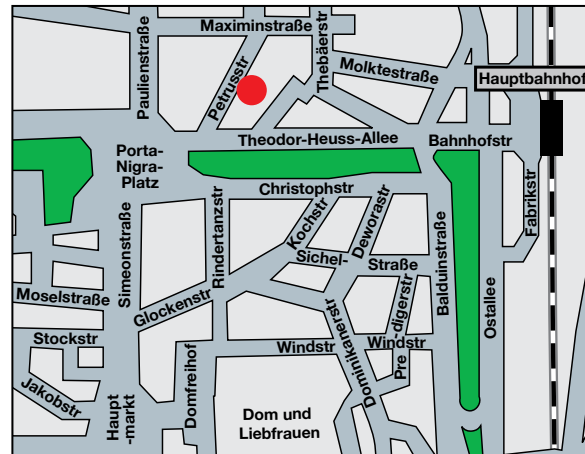 Maximinstraße
Paulienstraße
Petrusstr
Thebäerstr
Moltkestraße
Hauptbahnhof
Theodor-Heuss-Allee
Bahnhofstr
Porta-
Nigra-
Platz
Christophstr
Fabrikstr
Simeonstraße
Rindertanzstr
Kochstr
Deworastr
Sichel-
Straße
Balduinstraße
Ostallee
Moselstraße
Glockenstr
Stockstr
Windstr
Dominikanerstr
Windstr
Pre
-digerstr
Jakobstr
Haupt
-markt
Domfreihof
Dom und
Liebfrauen